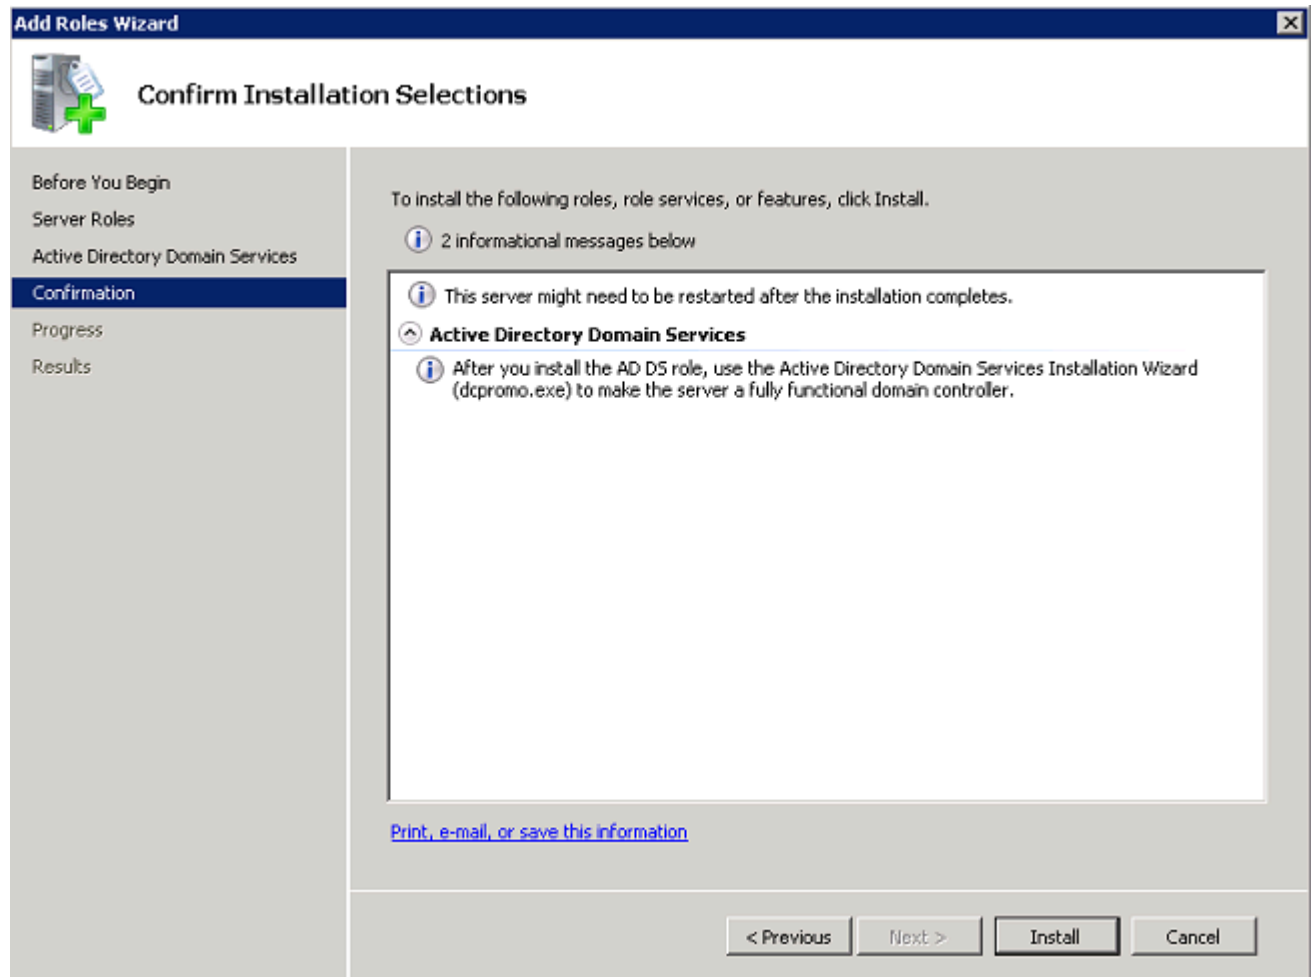 Add Roles Wizard
Confirm Installation Selections
Before You Begin
Server Roles
Active Directory Domain Services
Confirmation
Progress
Results
To install the following roles, role services, or features, click Install.
2 informational messages below
This server might need to be restarted after the installation completes.
Active Directory Domain Services
After you install the AD DS role, use the Active Directory Domain Services Installation Wizard
(dcpromo.exe) to make the server a fully functional domain controller.
Print, e-mail, or save this information
< Previous
Next >
Install
Cancel